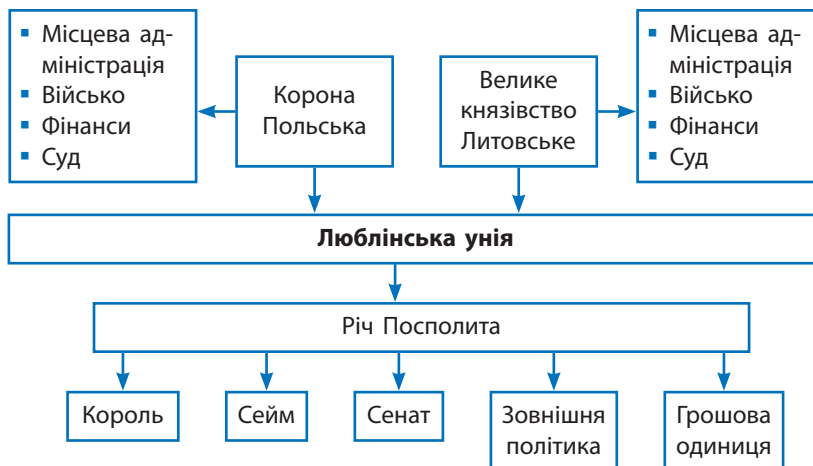 ▪ Місцева ад-
міністрація
▪ Військо
▪ Фінанси
▪ Суд
Корона
Польська
Велике
князівство
Литовське
▪ Місцева ад-
міністрація
▪ Військо
▪ Фінанси
▪ Суд
Люблінська унія
Річ Посполита
Король
Сейм
Сенат
Зовнішня
політика
Грошова
одиниця